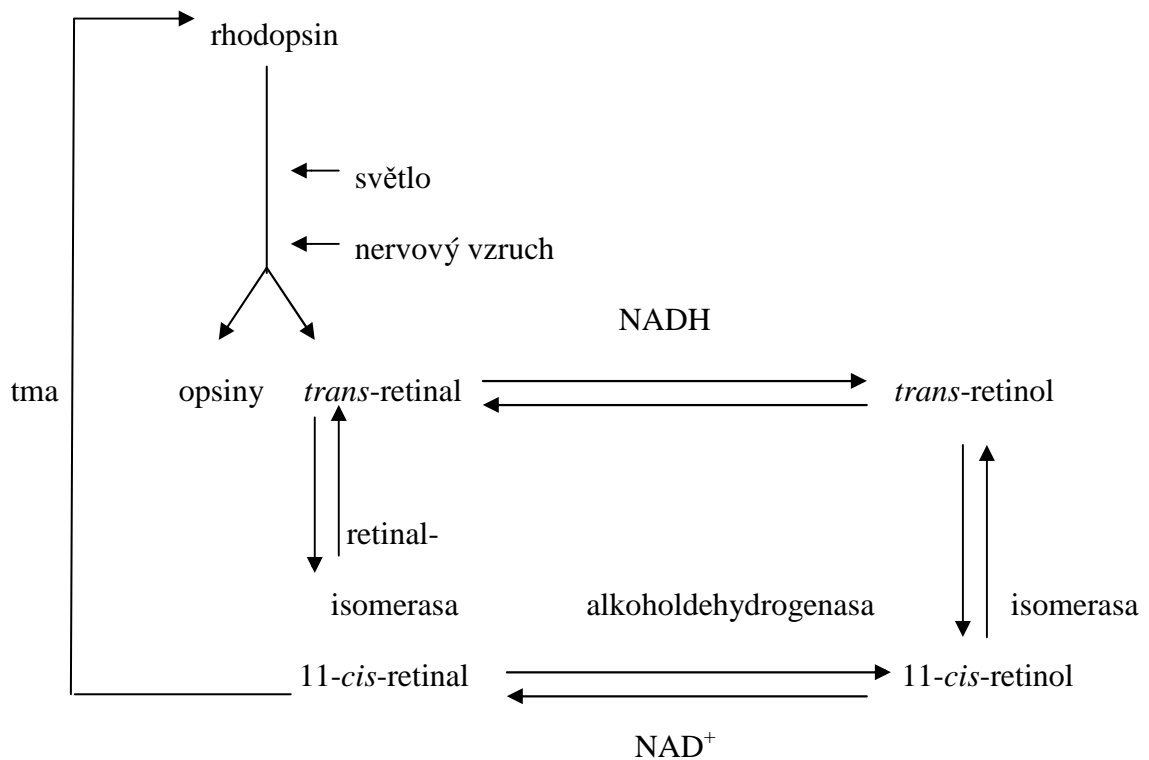 rhodopsin
světlo
nervový vzruch
NADH
tma opsiny trans-retinal trans-retinol
retinal-
isomerasa alkoholdehydrogenasa isomerasa
11-cis-retinal 11-cis-retinol
NAD⁺